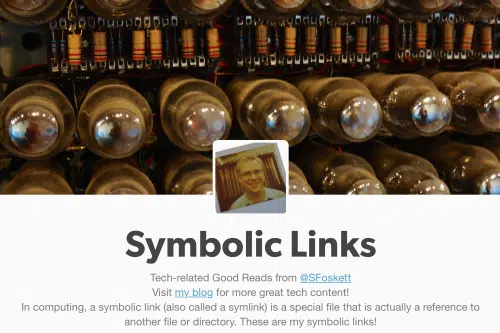 Symbolic Links
Tech-related Good Reads from @SFoskett
Visit my blog for more great tech content!
In computing, a symbolic link (also called a symlink) is a special file that is actually a reference to
another file or directory. These are my symbolic links!